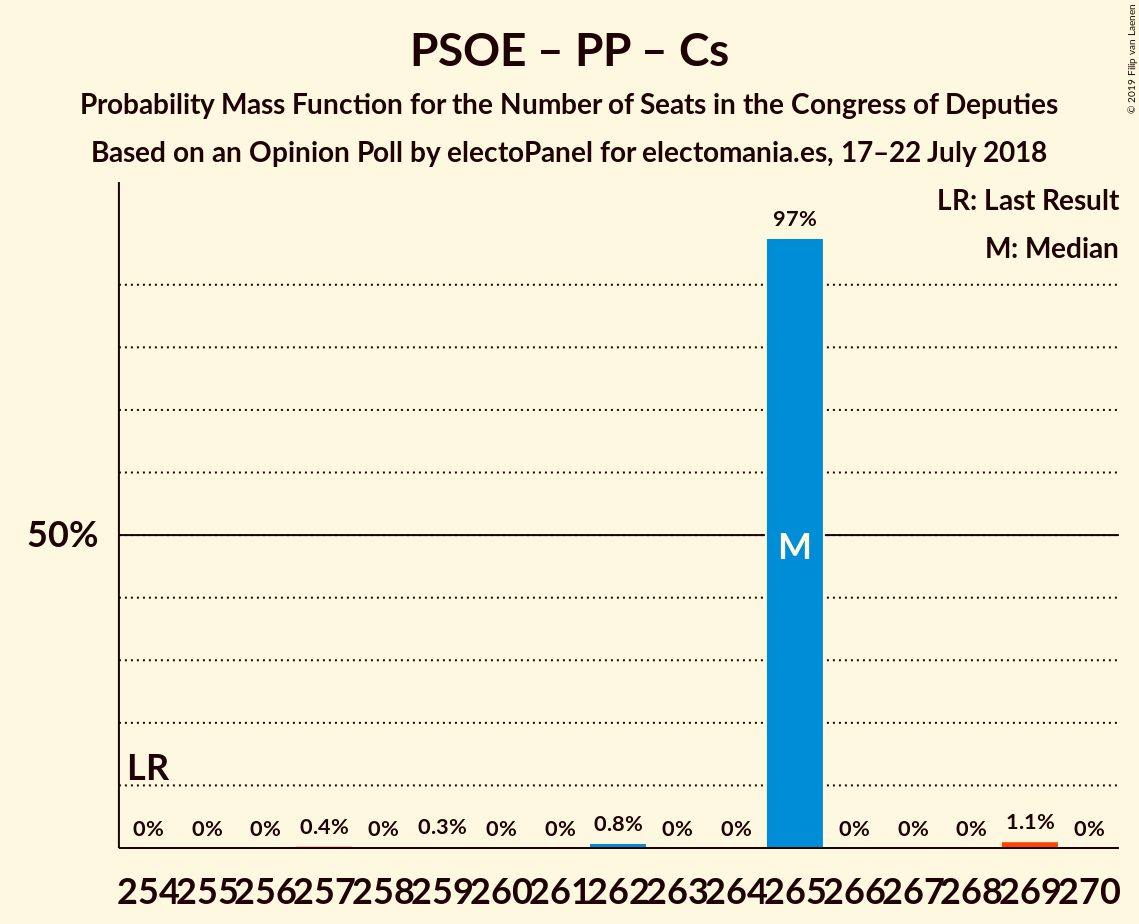 © 2019 Filip van Laenen
PSOE – PP – Cs
Probability Mass Function for the Number of Seats in the Congress of Deputies
Based on an Opinion Poll by electoPanel for electomania.es, 17–22 July 2018
LR: Last Result
M: Median
97%
50%
M
LR
0% 0% 0% 0.4% 0% 0.3% 0% 0% 0.8% 0% 0% 0% 0% 0% 1.1% 0%
254 255 256 257 258 259 260 261 262 263 264 265 266 267 268 269 270